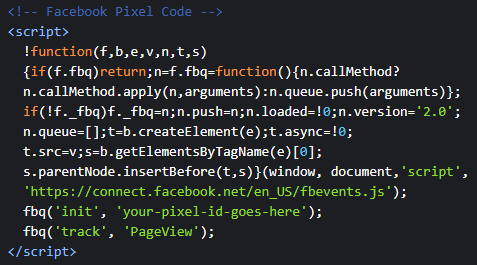 <!-- Facebook Pixel Code -->
<script>
!function(f,b,e,v,n,t,s)
{if(f.fbq)return;n=f.fbq=function(){n.callMethod?
n.callMethod.apply(n,arguments):n.queue.push(arguments)};
if(!f._fbq)f._fbq=n;n.push=n;n.loaded=!0;n.version='2.0';
n.queue=[];t=b.createElement(e);t.async=!0;
t.src=v;s=b.getElementsByTagName(e)[0];
s.parentNode.insertBefore(t,s)}(window, document,'script',
'https://connect.facebook.net/en_US/fbevents.js');
fbq('init', 'your-pixel-id-goes-here');
fbq('track', 'PageView');
</script>